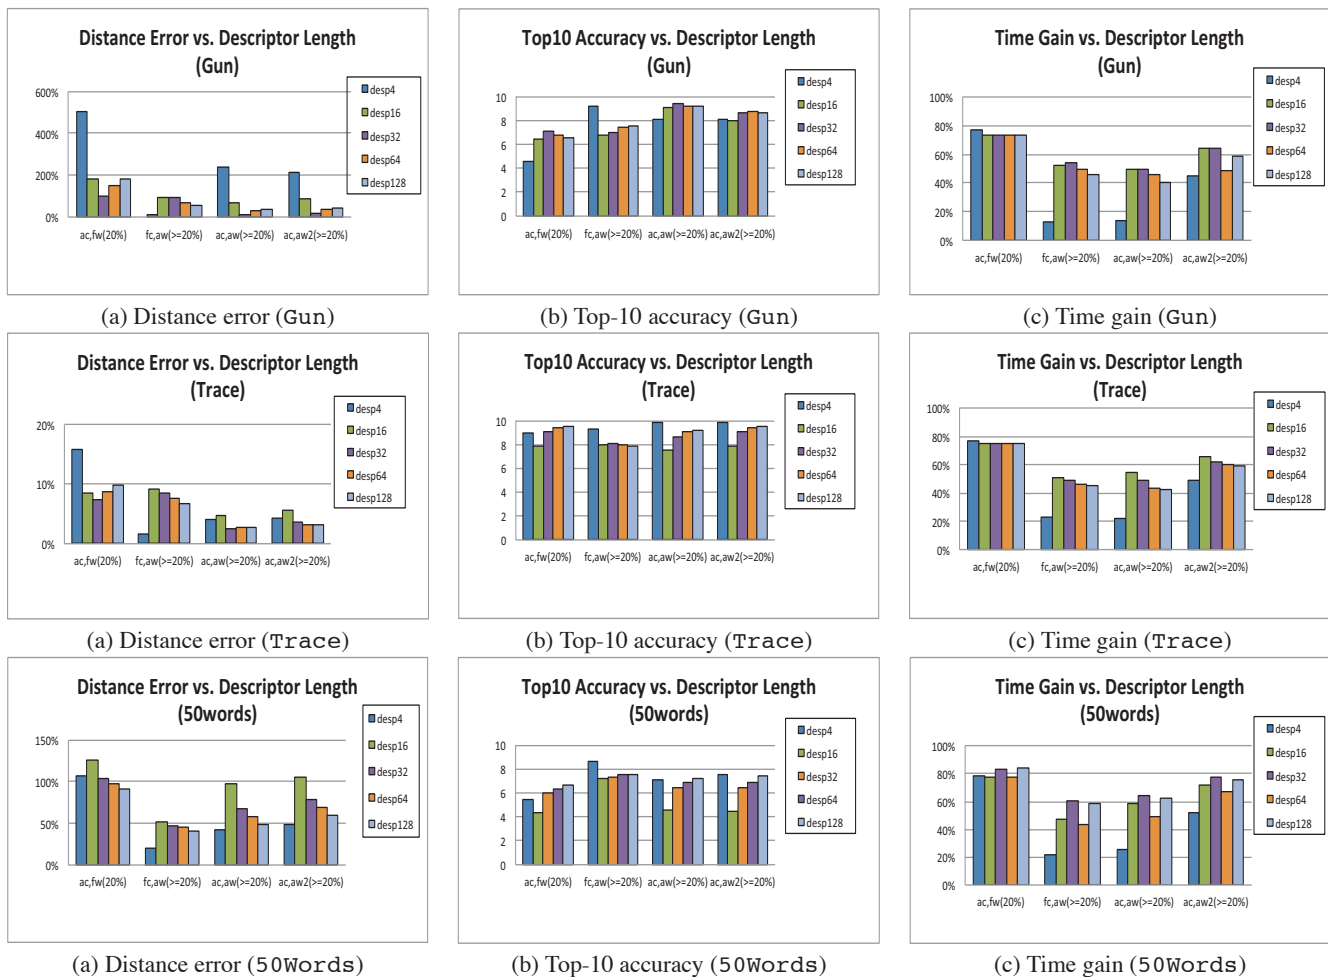 Distance Error vs. Descriptor Length
(Gun)
600%
400%
200%
0%
ac,fw(20%) fc,aw(>=20%) ac,aw(>=20%) ac,aw2(>=20%)
desp4
desp16
desp32
desp64
desp128
(a) Distance error (Gun)
Top10 Accuracy vs. Descriptor Length
(Gun)
10
8
6
4
2
0
ac,fw(20%) fc,aw(>=20%) ac,aw(>=20%) ac,aw2(>=20%)
desp4
desp16
desp32
desp64
desp128
(b) Top-10 accuracy (Gun)
Time Gain vs. Descriptor Length
(Gun)
100%
80%
60%
40%
20%
0%
ac,fw(20%) fc,aw(>=20%) ac,aw(>=20%) ac,aw2(>=20%)
desp4
desp16
desp32
desp64
desp128
(c) Time gain (Gun)
Distance Error vs. Descriptor Length
(Trace)
20%
10%
0%
ac,fw(20%) fc,aw(>=20%) ac,aw(>=20%) ac,aw2(>=20%)
desp4
desp16
desp32
desp64
desp128
(a) Distance error (Trace)
Top10 Accuracy vs. Descriptor Length
(Trace)
10
8
6
4
2
0
ac,fw(20%) fc,aw(>=20%) ac,aw(>=20%) ac,aw2(>=20%)
desp4
desp16
desp32
desp64
desp128
(b) Top-10 accuracy (Trace)
Time Gain vs. Descriptor Length
(Trace)
100%
80%
60%
40%
20%
0%
ac,fw(20%) fc,aw(>=20%) ac,aw(>=20%) ac,aw2(>=20%)
desp4
desp16
desp32
desp64
desp128
(c) Time gain (Trace)
Distance Error vs. Descriptor Length
(50words)
150%
100%
50%
0%
ac,fw(20%) fc,aw(>=20%) ac,aw(>=20%) ac,aw2(>=20%)
desp4
desp16
desp32
desp64
desp128
(a) Distance error (50Words)
Top10 Accuracy vs. Descriptor Length
(50words)
10
8
6
4
2
0
ac,fw(20%) fc,aw(>=20%) ac,aw(>=20%) ac,aw2(>=20%)
desp4
desp16
desp32
desp64
desp128
(b) Top-10 accuracy (50Words)
Time Gain vs. Descriptor Length
(50words)
100%
80%
60%
40%
20%
0%
ac,fw(20%) fc,aw(>=20%) ac,aw(>=20%) ac,aw2(>=20%)
desp4
desp16
desp32
desp64
desp128
(c) Time gain (50Words)